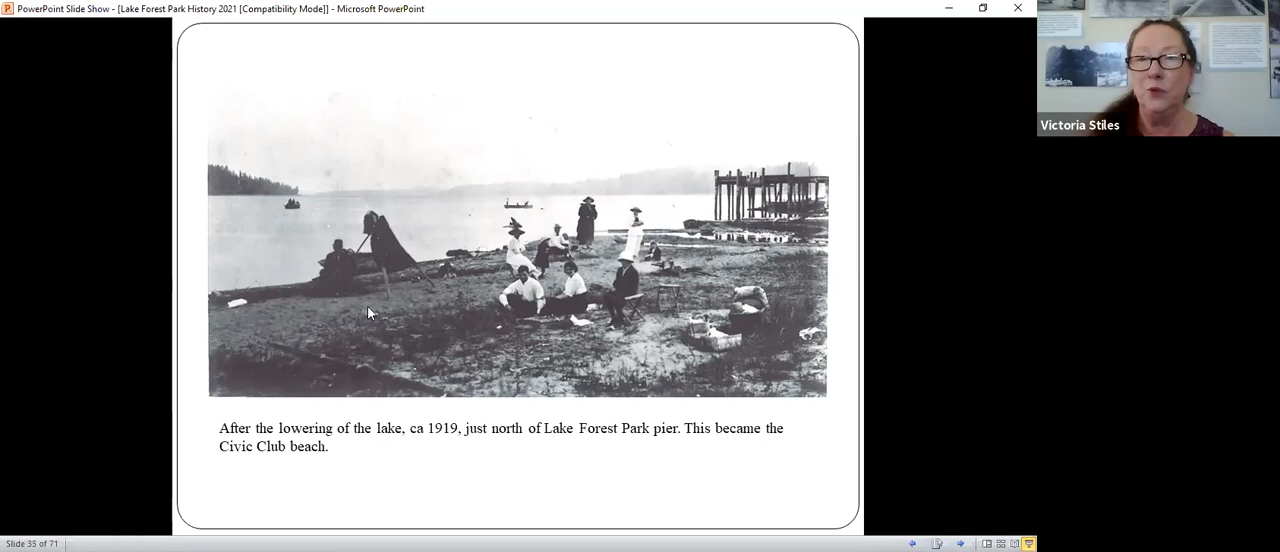 PowerPoint Slide Show - [Lake Forest Park History 2021 [Compatibility Mode]] - Microsoft PowerPoint
Victoria Stiles
After the lowering of the lake, ca 1919, just north of Lake Forest Park pier. This became the
Civic Club beach.
Slide 35 of 71